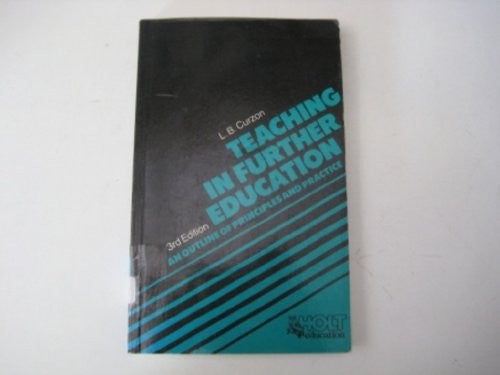 L. B. Curzon
TEACHING
IN FURTHER
EDUCATION
3rd Edition
AN OUTLINE OF PRINCIPLES AND PRACTICE
HOLT
education